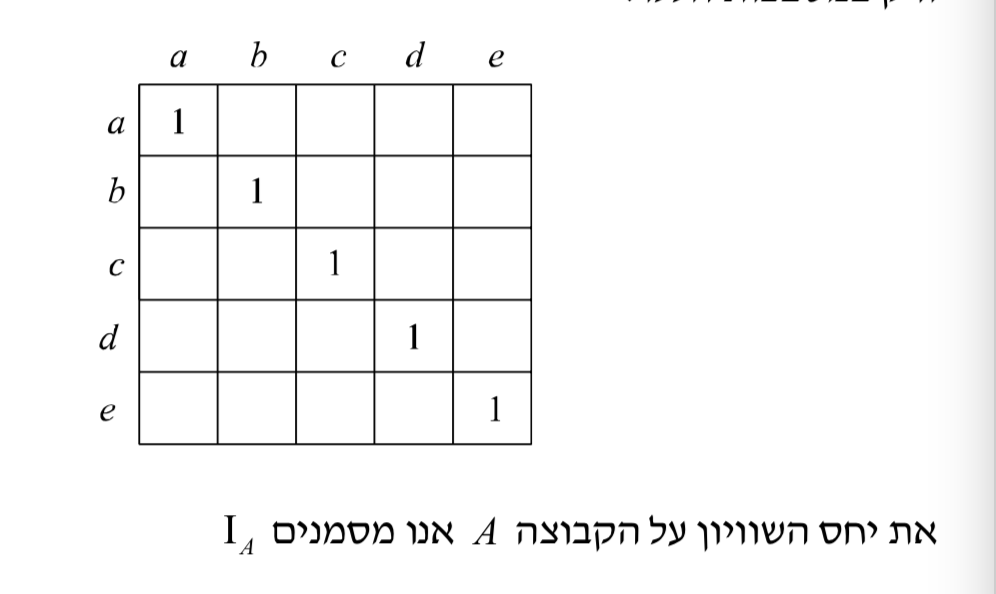 a b c d e
a 1
b 1
c 1
d 1
e 1
את יחס השוויון על הקבוצה A אנו מסמנים I_A